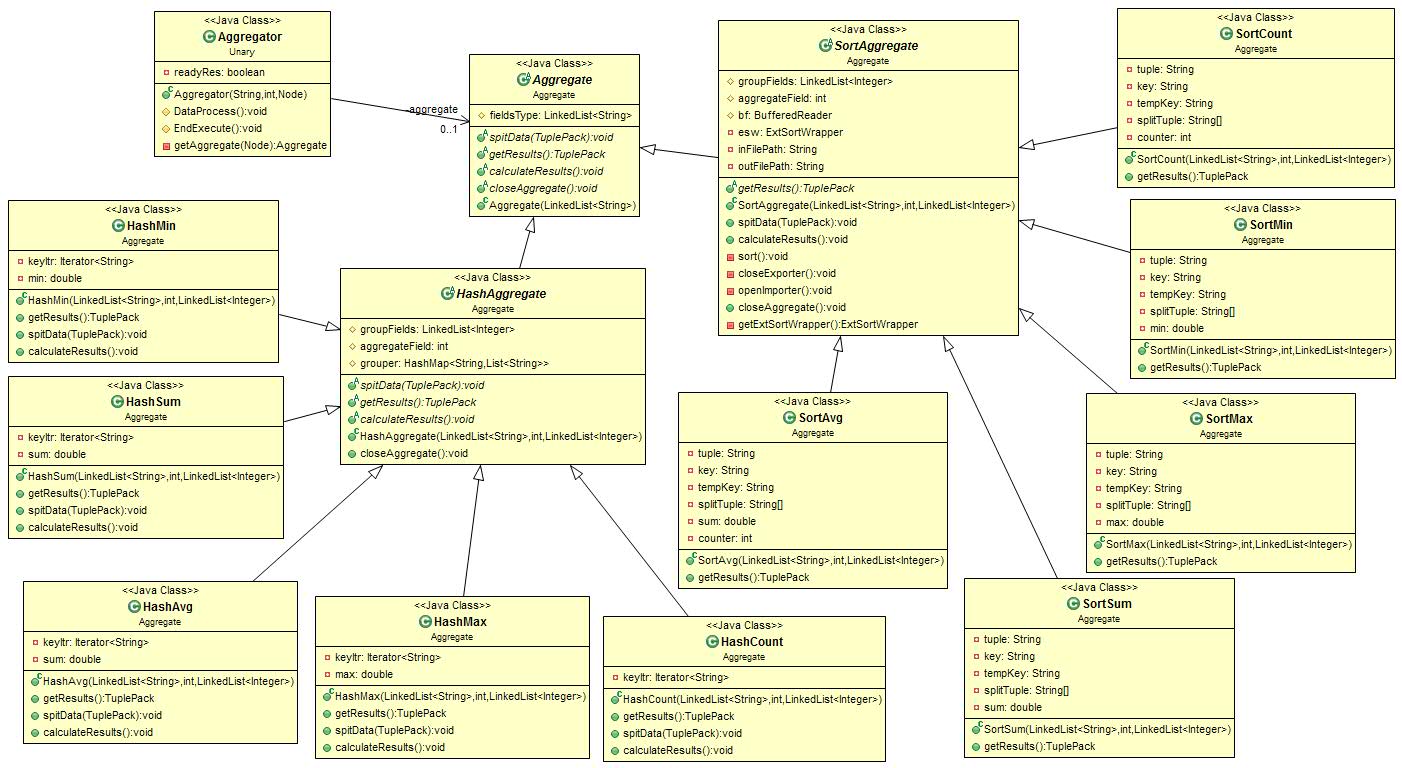 <<Java Class>>
Aggregator
Unary
readyRes: boolean
Aggregator(String,int,Node)
DataProcess():void
EndExecute():void
getAggregate(Node):Aggregate
-aggregate
0..1
<<Java Class>>
Aggregate
Aggregate
fieldsType: LinkedList<String>
spitData(TuplePack):void
getResults():TuplePack
calculateResults():void
closeAggregate():void
Aggregate(LinkedList<String>)
<<Java Class>>
SortAggregate
Aggregate
groupFields: LinkedList<Integer>
aggregateField: int
bf: BufferedReader
esw: ExtSortWrapper
inFilePath: String
outFilePath: String
getResults():TuplePack
SortAggregate(LinkedList<String>,int,LinkedList<Integer>)
spitData(TuplePack):void
calculateResults():void
sort():void
closeExporter():void
openImporter():void
closeAggregate():void
getExtSortWrapper():ExtSortWrapper
<<Java Class>>
SortCount
Aggregate
tuple: String
key: String
tempKey: String
splitTuple: String[]
counter: int
SortCount(LinkedList<String>,int,LinkedList<Integer>)
getResults():TuplePack
<<Java Class>>
HashMin
Aggregate
keyItr: Iterator<String>
min: double
HashMin(LinkedList<String>,int,LinkedList<Integer>)
getResults():TuplePack
spitData(TuplePack):void
calculateResults():void
<<Java Class>>
HashAggregate
Aggregate
groupFields: LinkedList<Integer>
aggregateField: int
grouper: HashMap<String,List<String>>
spitData(TuplePack):void
getResults():TuplePack
calculateResults():void
HashAggregate(LinkedList<String>,int,LinkedList<Integer>)
closeAggregate():void
<<Java Class>>
SortMin
Aggregate
tuple: String
key: String
tempKey: String
splitTuple: String[]
min: double
SortMin(LinkedList<String>,int,LinkedList<Integer>)
getResults():TuplePack
<<Java Class>>
HashSum
Aggregate
keyItr: Iterator<String>
sum: double
HashSum(LinkedList<String>,int,LinkedList<Integer>)
getResults():TuplePack
spitData(TuplePack):void
calculateResults():void
<<Java Class>>
SortAvg
Aggregate
tuple: String
key: String
tempKey: String
splitTuple: String[]
sum: double
counter: int
SortAvg(LinkedList<String>,int,LinkedList<Integer>)
getResults():TuplePack
<<Java Class>>
SortMax
Aggregate
tuple: String
key: String
tempKey: String
splitTuple: String[]
max: double
SortMax(LinkedList<String>,int,LinkedList<Integer>)
getResults():TuplePack
<<Java Class>>
HashAvg
Aggregate
keyItr: Iterator<String>
sum: double
HashAvg(LinkedList<String>,int,LinkedList<Integer>)
getResults():TuplePack
spitData(TuplePack):void
calculateResults():void
<<Java Class>>
HashMax
Aggregate
keyItr: Iterator<String>
max: double
HashMax(LinkedList<String>,int,LinkedList<Integer>)
getResults():TuplePack
spitData(TuplePack):void
calculateResults():void
<<Java Class>>
HashCount
Aggregate
keyItr: Iterator<String>
HashCount(LinkedList<String>,int,LinkedList<Integer>)
getResults():TuplePack
spitData(TuplePack):void
calculateResults():void
<<Java Class>>
SortSum
Aggregate
tuple: String
key: String
tempKey: String
splitTuple: String[]
sum: double
SortSum(LinkedList<String>,int,LinkedList<Integer>)
getResults():TuplePack